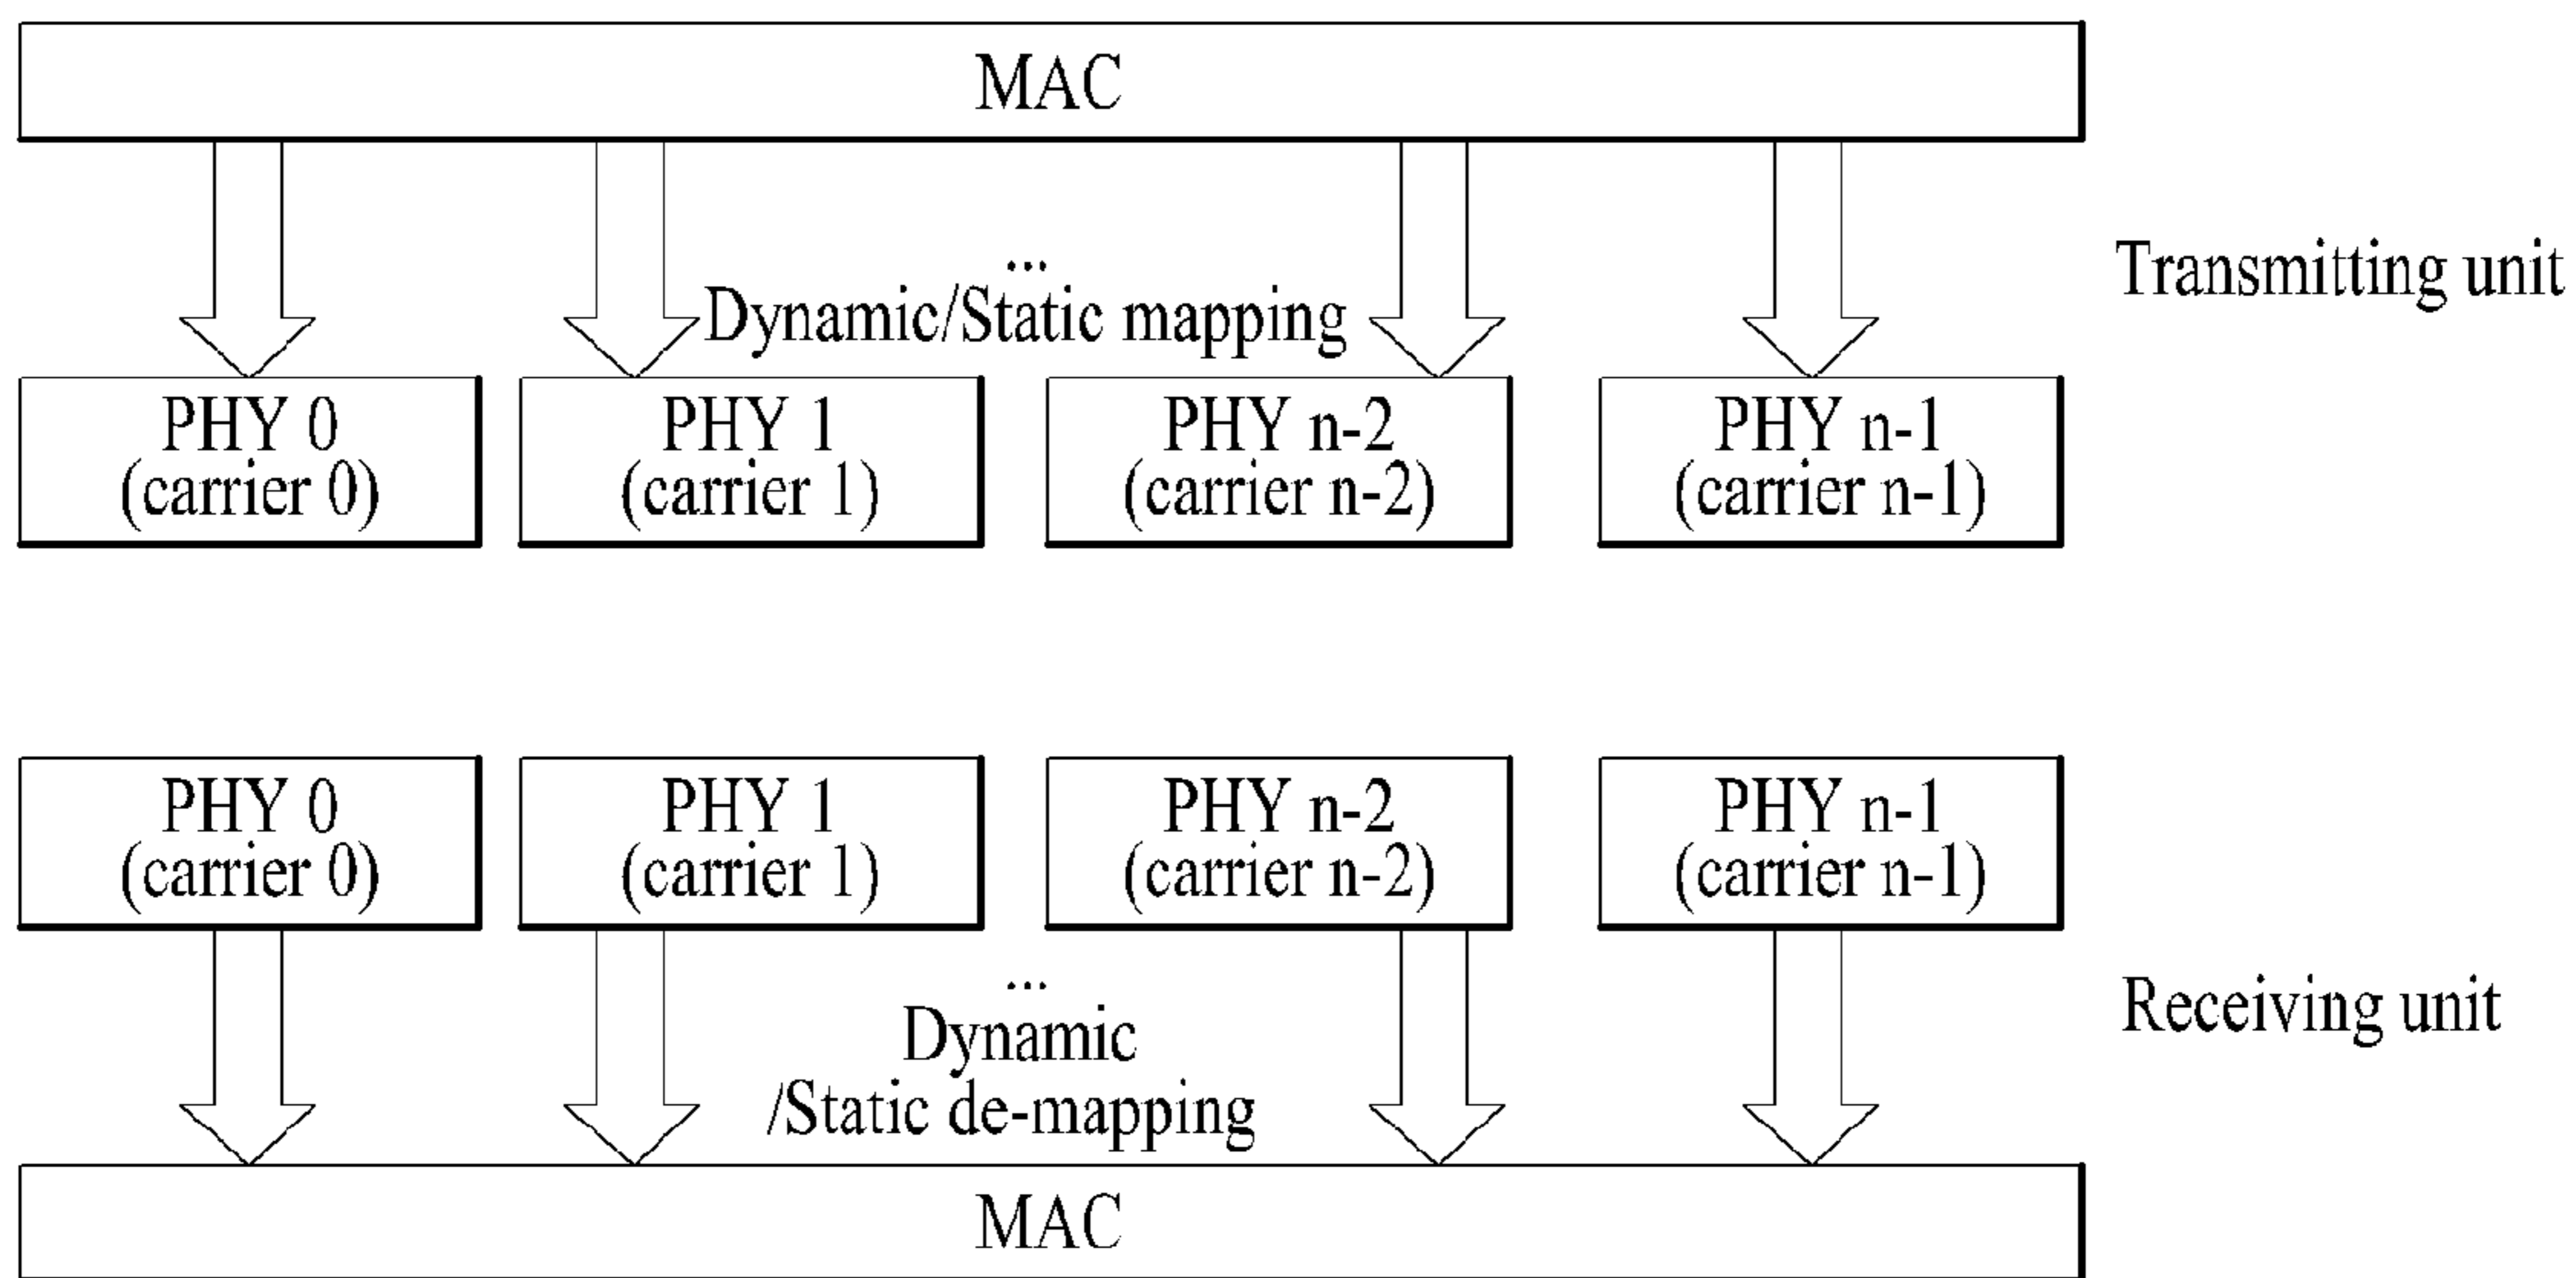 MAC
...
Dynamic/Static mapping
Transmitting unit
PHY 0
(carrier 0)
PHY 1
(carrier 1)
PHY n-2
(carrier n-2)
PHY n-1
(carrier n-1)
PHY 0
(carrier 0)
PHY 1
(carrier 1)
PHY n-2
(carrier n-2)
PHY n-1
(carrier n-1)
...
Dynamic
/Static de-mapping
Receiving unit
MAC